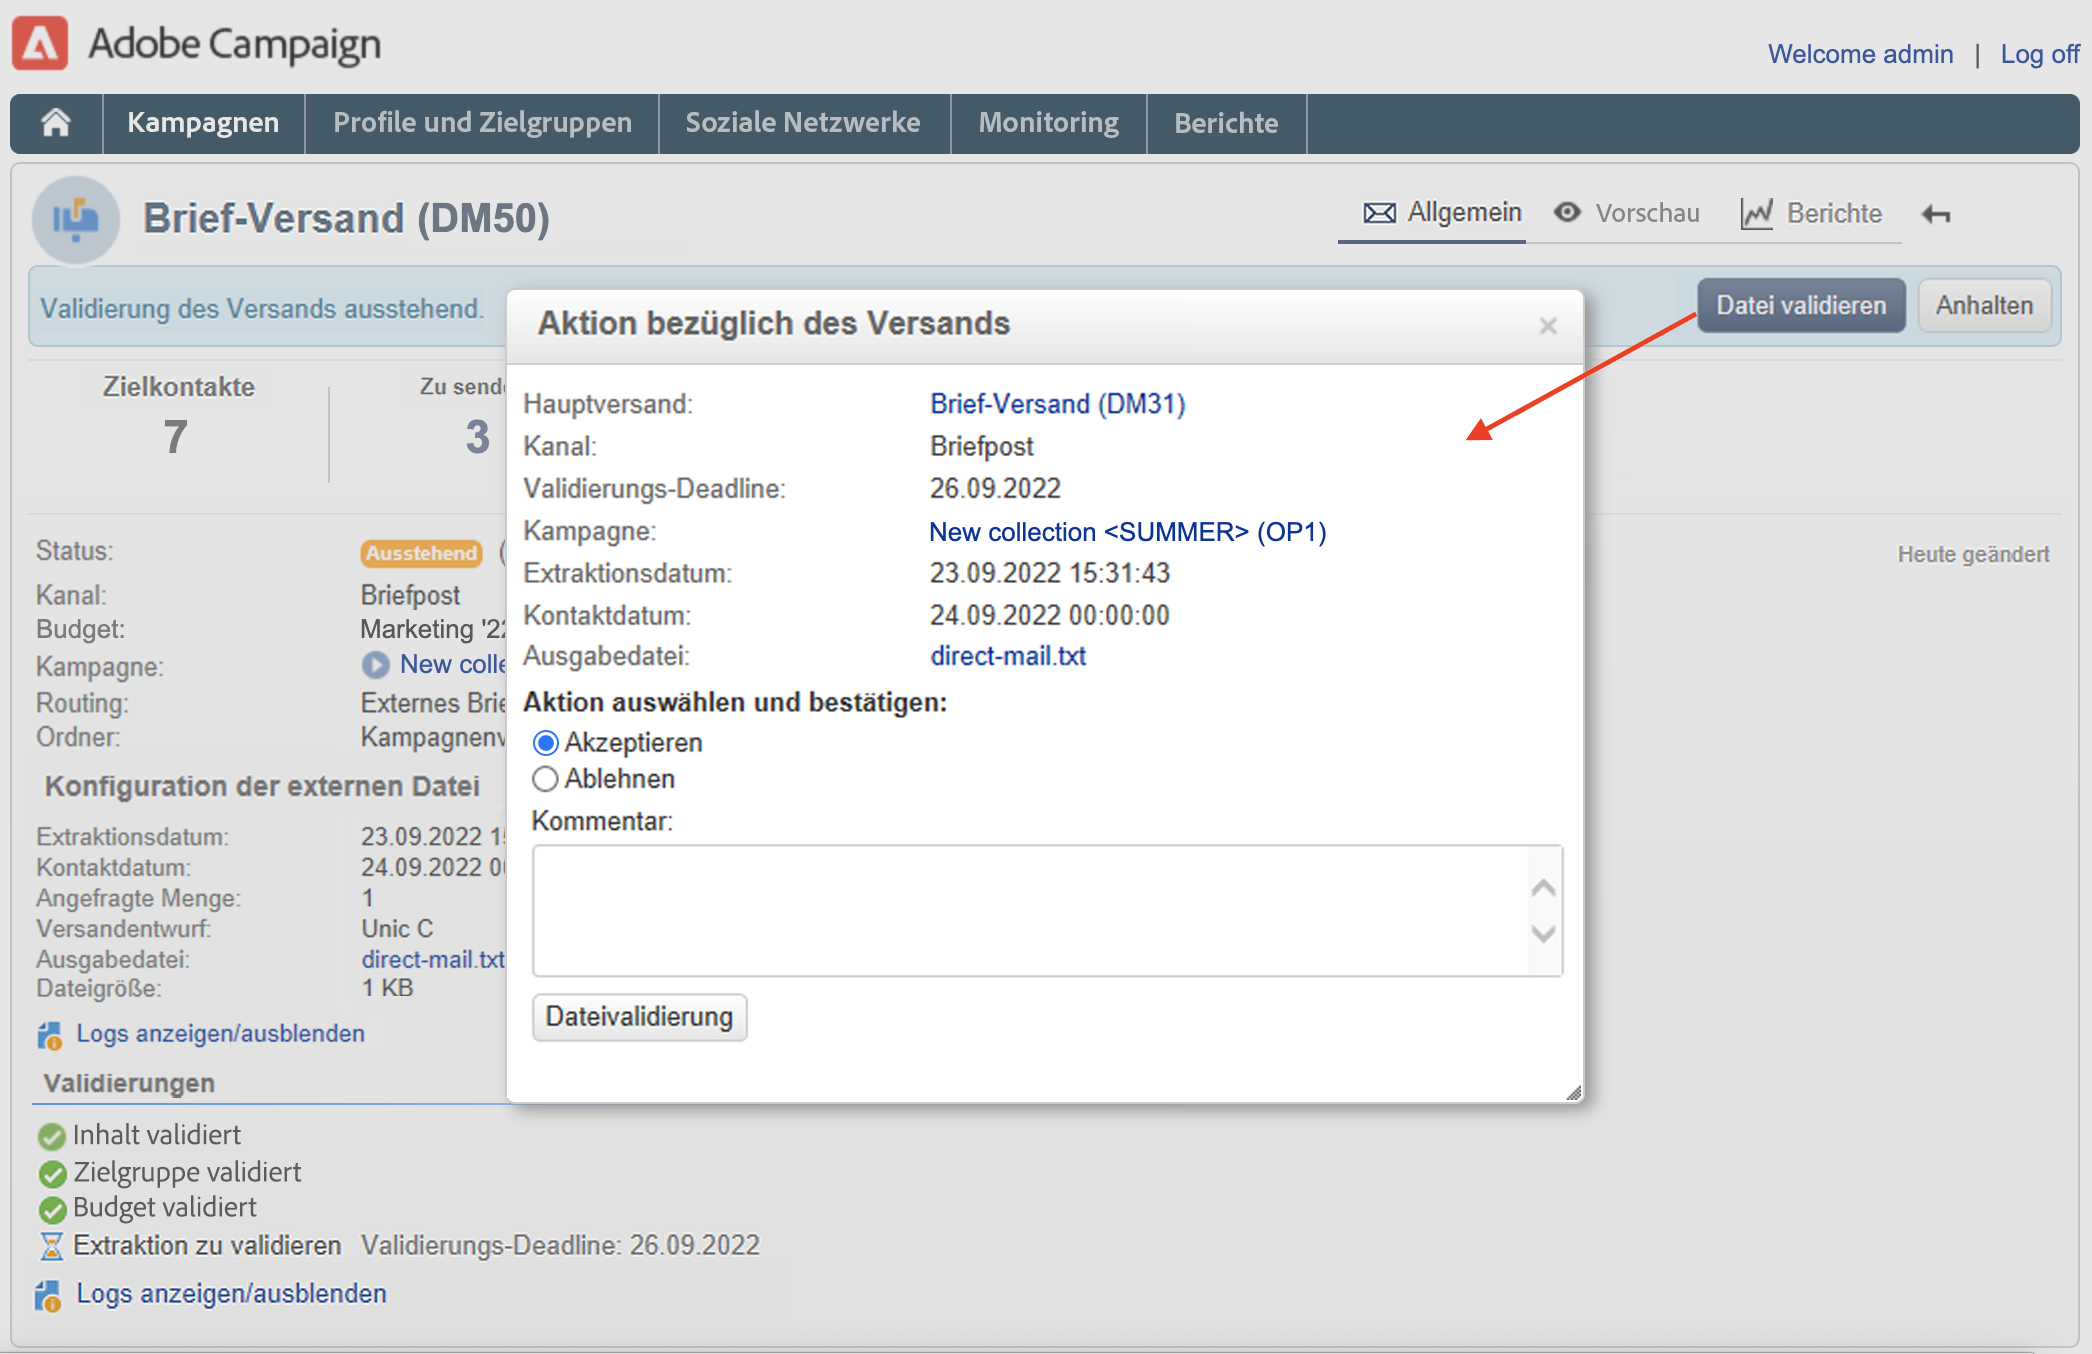 Adobe Campaign
Welcome admin | Log off
Kampagnen
Profile und Zielgruppen
Soziale Netzwerke
Monitoring
Berichte
Brief-Versand (DM50)
Allgemein
Vorschau
Berichte
Validierung des Versands ausstehend.
Datei validieren
Anhalten
Zielkontakte
7
Zu
3
Status: Ausstehend
Heute geändert
Kanal: Briefpost
Budget: Marketing
Kampagne: New
Routing: Externes
Ordner:
Konfiguration der externen Datei
Extraktionsdatum: 23.09.2022
Kontaktdatum: 24.09.2022
Angefragte Menge: 1
Versandentwurf: Unic C
Ausgabedatei: direct-mail.txt
Dateigröße: 1 KB
Logs anzeigen/ausblenden
Validierungen
Inhalt validiert
Zielgruppe validiert
Budget validiert
Extraktion zu validieren Validierungs-Deadline: 26.09.2022
Logs anzeigen/ausblenden
Aktion bezüglich des Versands
Hauptversand: Brief-Versand (DM31)
Kanal: Briefpost
Validierungs-Deadline: 26.09.2022
Kampagne: New collection <SUMMER> (OP1)
Extraktionsdatum: 23.09.2022 15:31:43
Kontaktdatum: 24.09.2022 00:00:00
Ausgabedatei: direct-mail.txt
Aktion auswählen und bestätigen:
Akzeptieren
Ablehnen
Kommentar:
Dateivalidierung